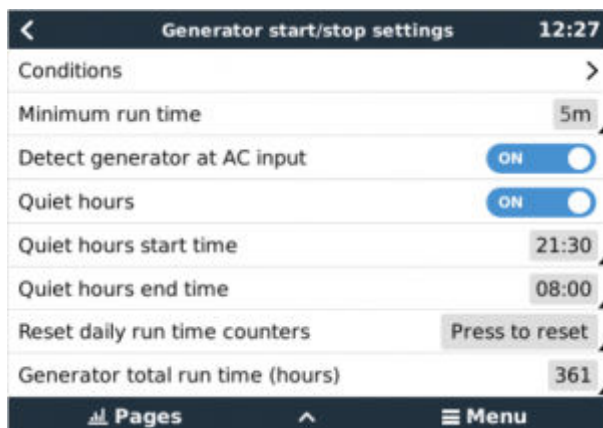 Generator start/stop settings 12:27
Conditions
Minimum run time 5m
Detect generator at AC input ON
Quiet hours ON
Quiet hours start time 21:30
Quiet hours end time 08:00
Reset daily run time counters Press to reset
Generator total run time (hours) 361
Pages Menu